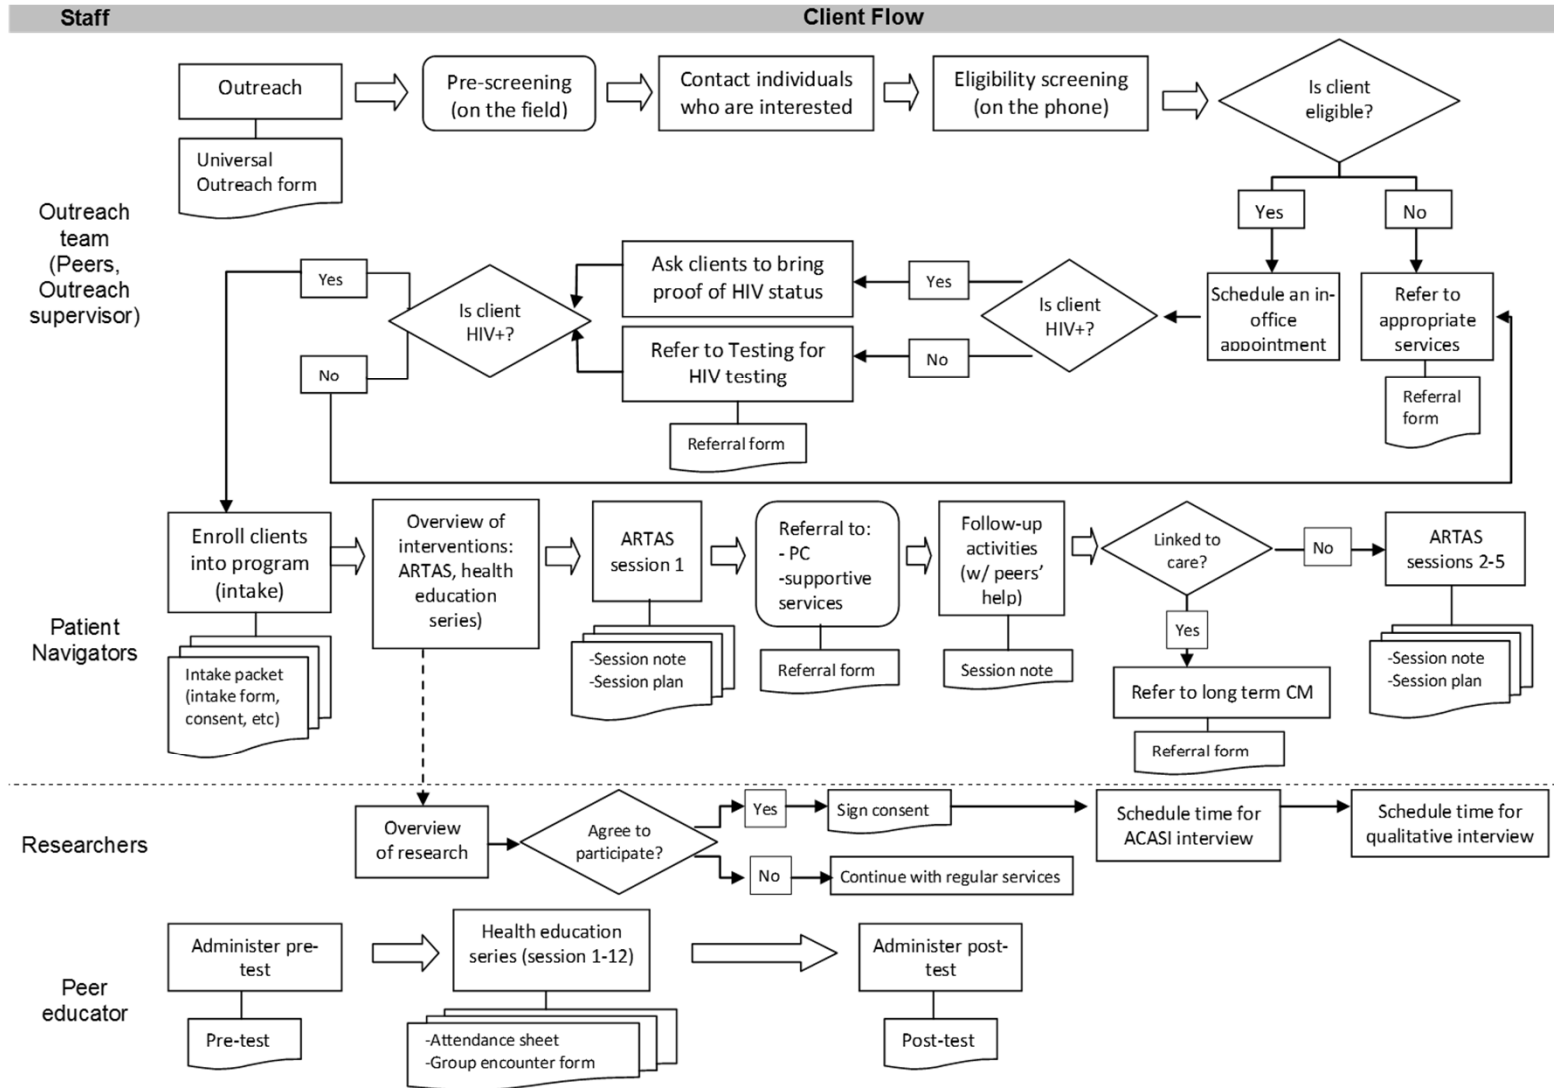 Staff
Client Flow
Outreach
team
(Peers,
Outreach
supervisor)
Outreach
Universal
Outreach form
Pre-screening
(on the field)
Contact individuals
who are interested
Eligibility screening
(on the phone)
Is client
eligible?
Yes
No
Schedule an in-
office
appointment
Refer to
appropriate
services
Referral
form
Is client
HIV+?
Yes
No
Ask clients to bring
proof of HIV status
Refer to Testing for
HIV testing
Referral form
Is client
HIV+?
Yes
No
Patient
Navigators
Enroll clients
into program
(intake)
Intake packet
(intake form,
consent, etc)
Overview of
interventions:
ARTAS, health
education
series)
ARTAS
session 1
-Session note
-Session plan
Referral to:
- PC
-supportive
services
Referral form
Follow-up
activities
(w/ peers’
help)
Session note
Linked to
care?
No
Yes
ARTAS
sessions 2-5
-Session note
-Session plan
Refer to long term CM
Referral form
Researchers
Overview
of research
Agree to
participate?
Yes
Sign consent
Schedule time for
ACASI interview
Schedule time for
qualitative interview
No
Continue with regular services
Peer
educator
Administer pre-
test
Pre-test
Health education
series (session 1-12)
-Attendance sheet
-Group encounter form
Administer post-
test
Post-test